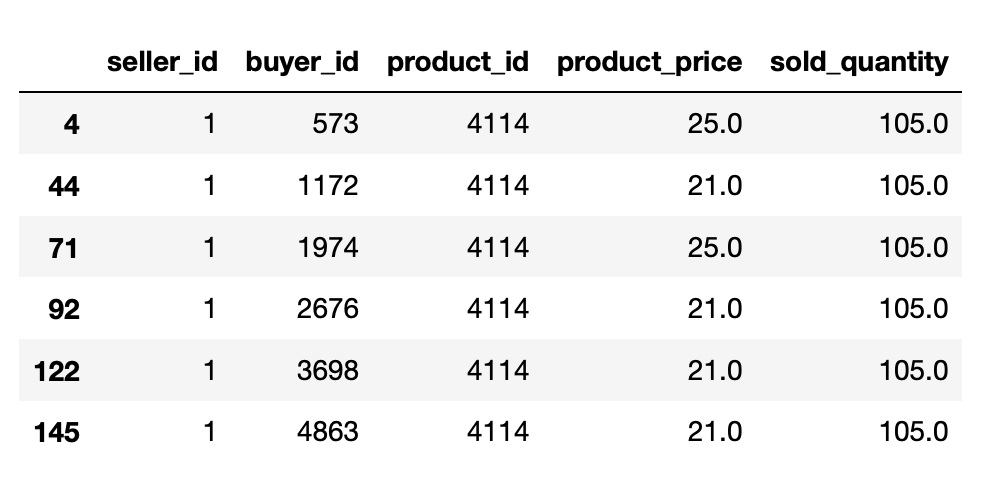 seller_id buyer_id product_id product_price sold_quantity
4 1 573 4114 25.0 105.0
44 1 1172 4114 21.0 105.0
71 1 1974 4114 25.0 105.0
92 1 2676 4114 21.0 105.0
122 1 3698 4114 21.0 105.0
145 1 4863 4114 21.0 105.0